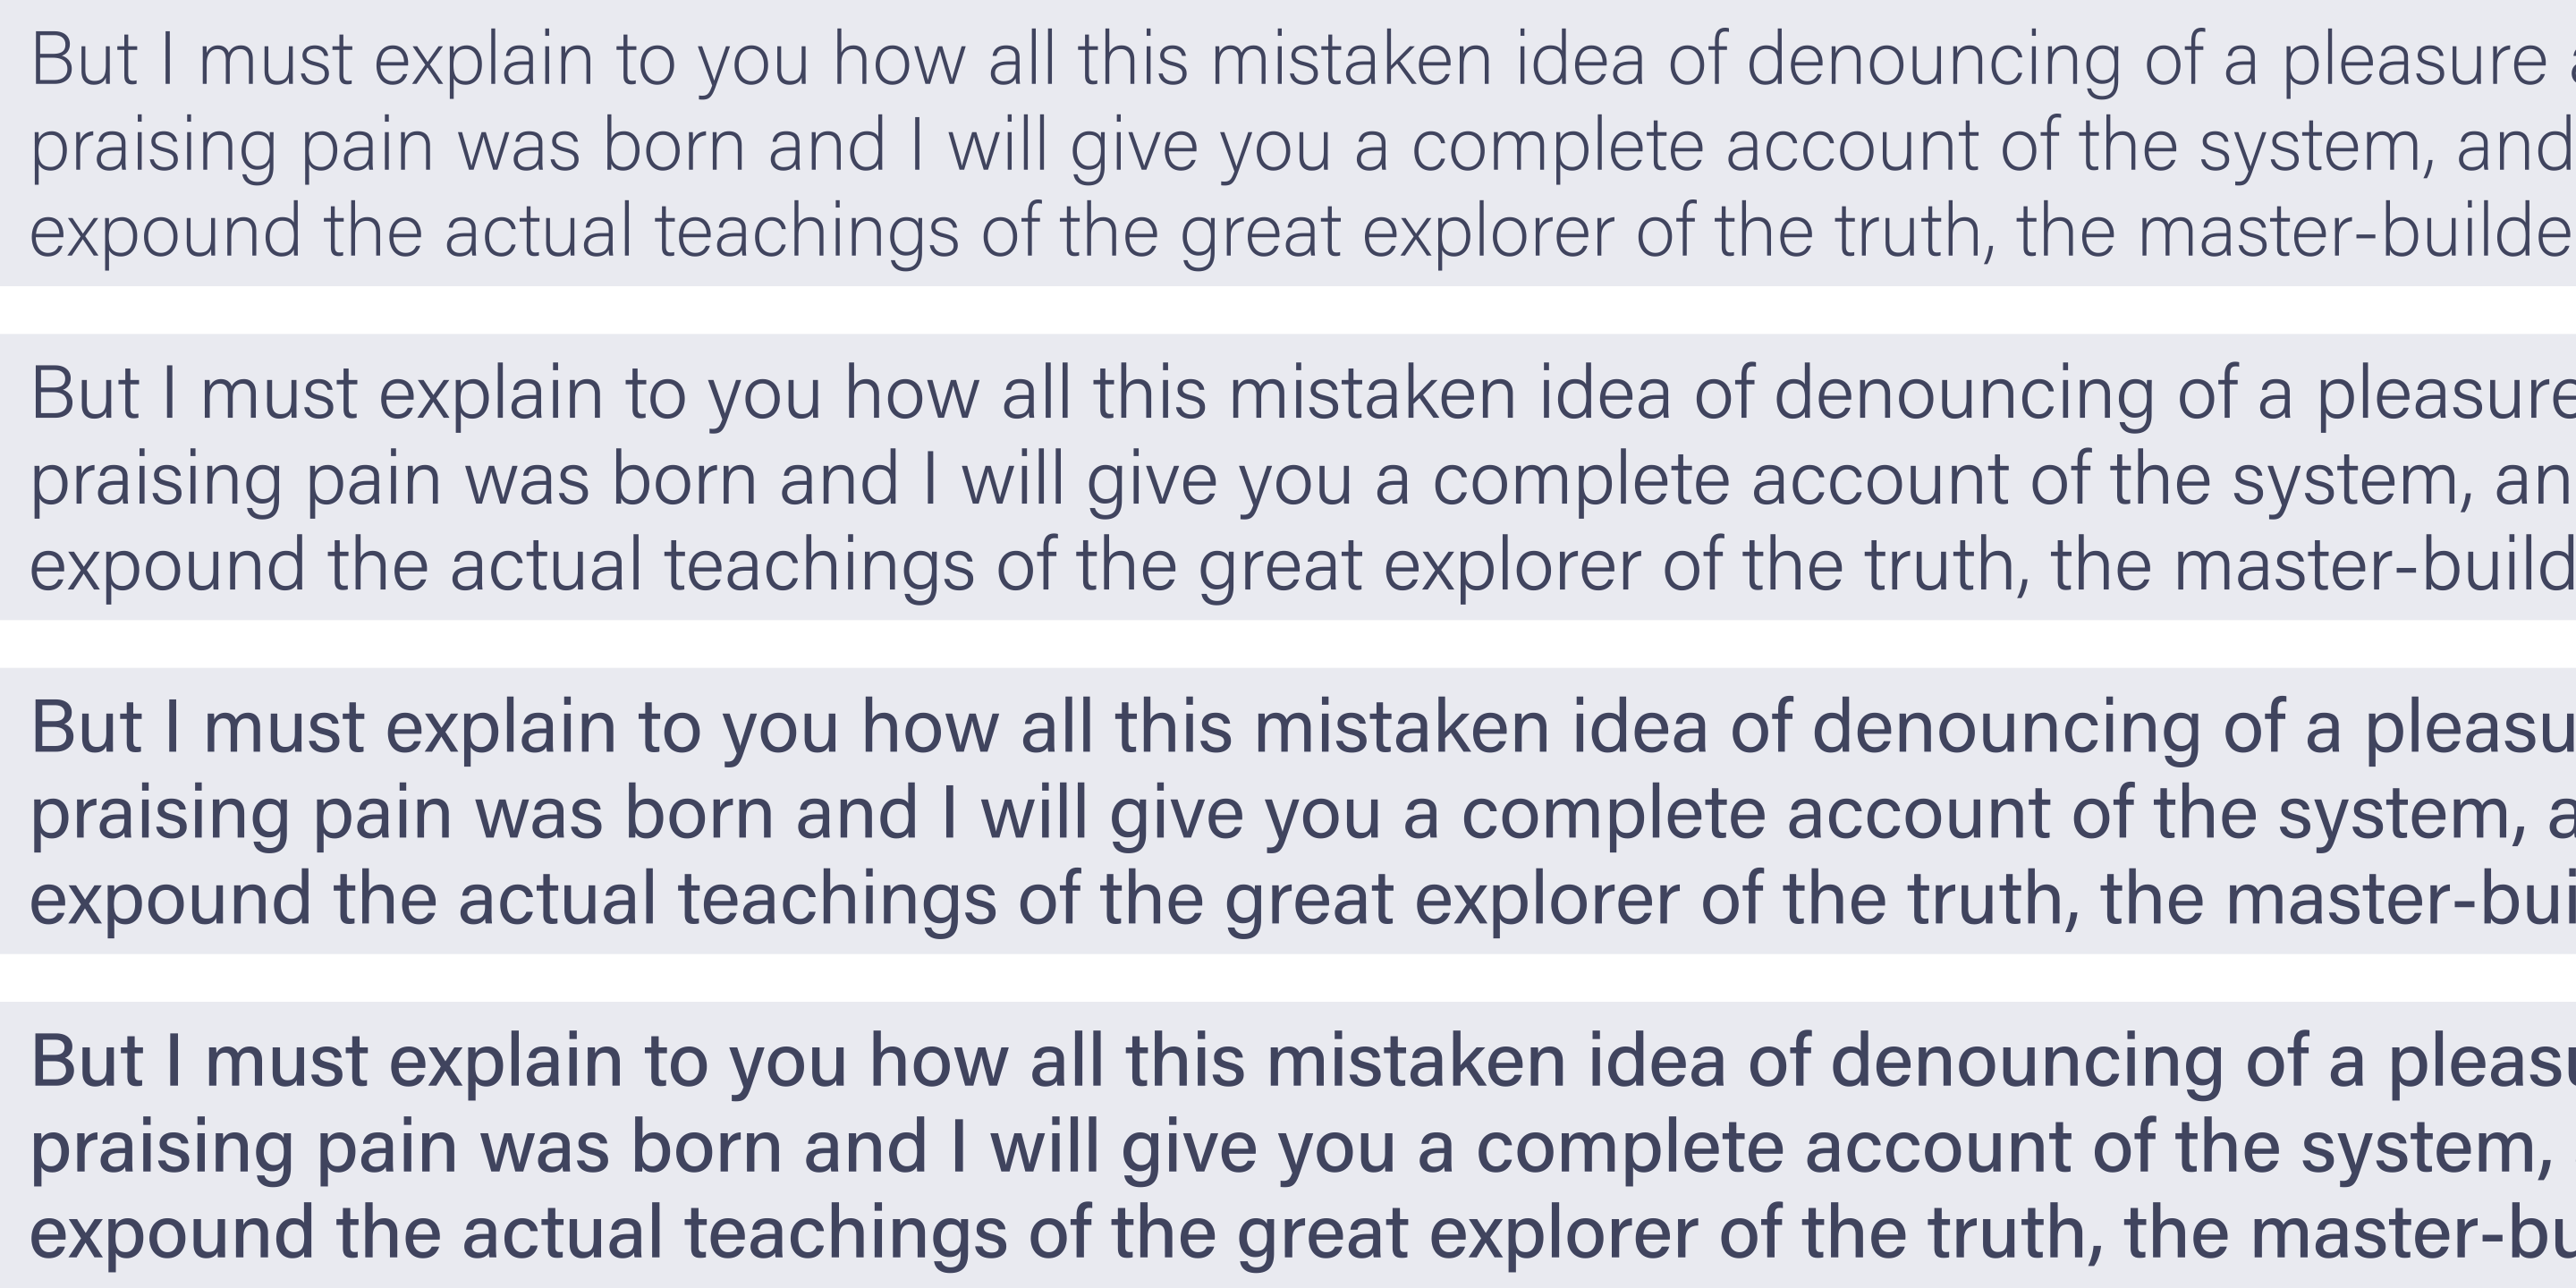 But I must explain to you how all this mistaken idea of denouncing of a pleasure a
praising pain was born and I will give you a complete account of the system, and
expound the actual teachings of the great explorer of the truth, the master-builde
But I must explain to you how all this mistaken idea of denouncing of a pleasure
praising pain was born and I will give you a complete account of the system, an
expound the actual teachings of the great explorer of the truth, the master-build
But I must explain to you how all this mistaken idea of denouncing of a pleasu
praising pain was born and I will give you a complete account of the system, a
expound the actual teachings of the great explorer of the truth, the master-bui
But I must explain to you how all this mistaken idea of denouncing of a pleasu
praising pain was born and I will give you a complete account of the system,
expound the actual teachings of the great explorer of the truth, the master-bu